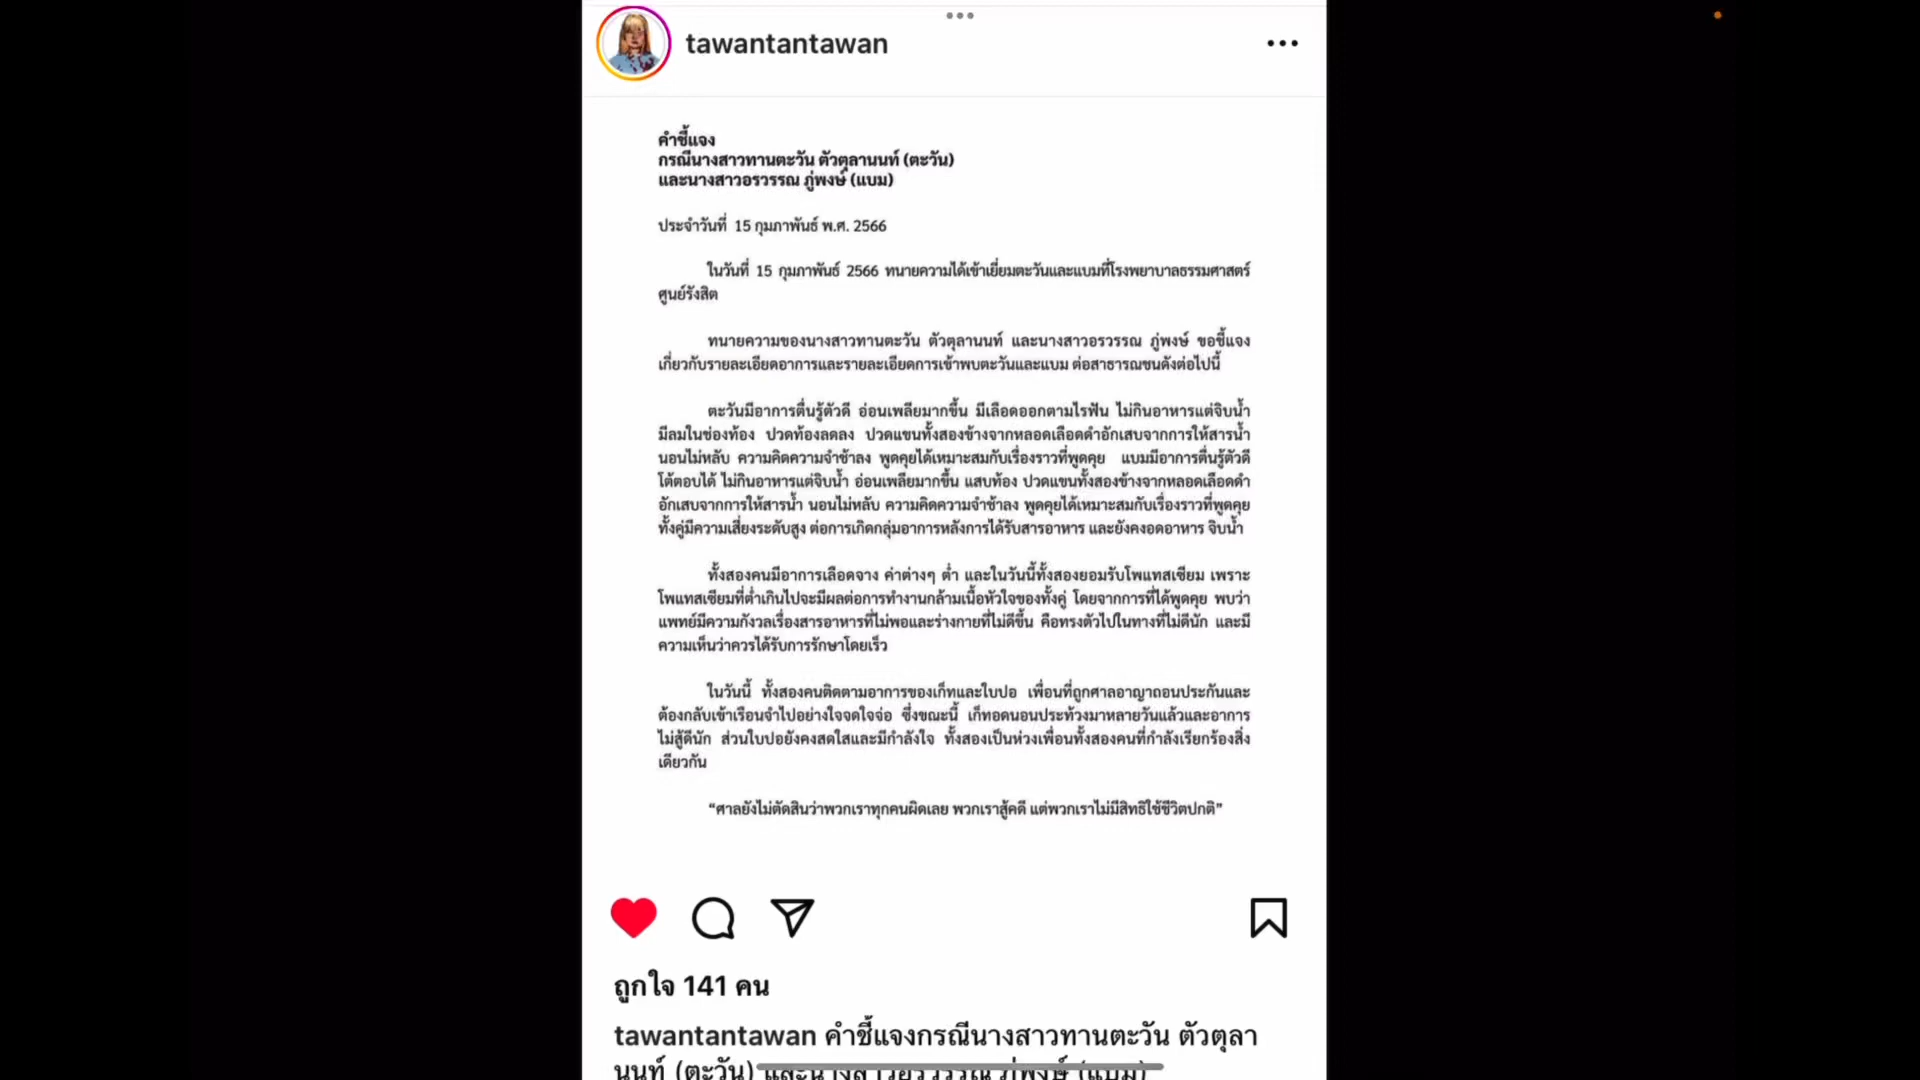 tawantantawan
คำชี้แจง
กรณีนางสาวทานตะวัน ตัวตุลานนท์ (ตะวัน)
และนางสาวอรวรรณ ภู่พงษ์ (แบม)
ประจำวันที่ 15 กุมภาพันธ์ พ.ศ. 2566
ในวันที่ 15 กุมภาพันธ์ 2566 ทนายความได้เข้าเยี่ยมตะวันและแบมที่โรงพยาบาลธรรมศาสตร์
ศูนย์รังสิต
ทนายความของนางสาวทานตะวัน ตัวตุลานนท์ และนางสาวอรวรรณ ภู่พงษ์ ขอชี้แจง
เกี่ยวกับรายละเอียดอาการและรายละเอียดการเข้าพบตะวันและแบม ต่อสาธารณชนดังต่อไปนี้
ตะวันมีอาการตื่นรู้ตัวดี อ่อนเพลียมากขึ้น มีเลือดออกตามไรฟัน ไม่กินอาหารแต่จิบน้ำ
มีลมในช่องท้อง ปวดท้องลดลง ปวดแขนทั้งสองข้างจากหลอดเลือดดำอักเสบจากการให้สารน้ำ
นอนไม่หลับ ความคิดความจำช้าลง พูดคุยได้เหมาะสมกับเรื่องราวที่พูดคุย แบมมีอาการตื่นรู้ตัวดี
โต้ตอบได้ ไม่กินอาหารแต่จิบน้ำ อ่อนเพลียมากขึ้น แสบท้อง ปวดแขนทั้งสองข้างจากหลอดเลือดดำ
อักเสบจากการให้สารน้ำ นอนไม่หลับ ความคิดความจำช้าลง พูดคุยได้เหมาะสมกับเรื่องราวที่พูดคุย
ทั้งคู่มีความเสี่ยงระดับสูง ต่อการเกิดกลุ่มอาการหลังการได้รับสารอาหาร และยังคงอดอาหาร จิบน้ำ
ทั้งสองคนมีอาการเลือดจาง ค่าต่างๆ ต่ำ และในวันนี้ทั้งสองยอมรับโพแทสเซียม เพราะ
โพแทสเซียมที่ต่ำเกินไปจะมีผลต่อการทำงานกล้ามเนื้อหัวใจของทั้งคู่ โดยจากการที่ได้พูดคุย พบว่า
แพทย์มีความกังวลเรื่องสารอาหารที่ไม่พอและร่างกายที่ไม่ดีขึ้น คือทรงตัวไปในทางที่ไม่ดีนัก และมี
ความเห็นว่าควรได้รับการรักษาโดยเร็ว
ในวันนี้ ทั้งสองคนติดตามอาการของเก็ทและใบปอ เพื่อนที่ถูกศาลอาญาถอนประกันและ
ต้องกลับเข้าเรือนจำไปอย่างใจจดใจจ่อ ซึ่งขณะนี้ เก็ทอดนอนประท้วงมาหลายวันแล้วและอาการ
ไม่สู้ดีนัก ส่วนใบปอยังคงสดใสและมีกำลังใจ ทั้งสองเป็นห่วงเพื่อนทั้งสองคนที่กำลังเรียกร้องสิ่ง
เดียวกัน
“ศาลยังไม่ตัดสินว่าพวกเราทุกคนผิดเลย พวกเราสู้คดี แต่พวกเราไม่มีสิทธิใช้ชีวิตปกติ”
ถูกใจ 141 คน
tawantantawan คำชี้แจงกรณีนางสาวทานตะวัน ตัวตุลา
นนท์ (ตะวัน) และนางสาวอรวรรณ ภู่พงษ์ (แบม)